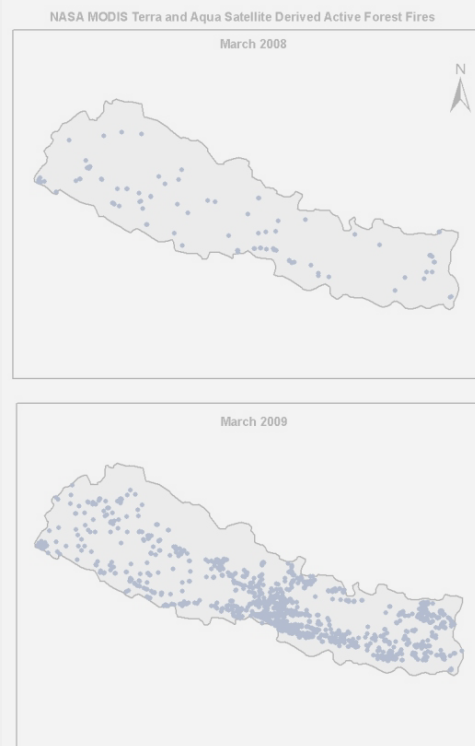 NASA MODIS Terra and Aqua Satellite Derived Active Forest Fires
March 2008
N
March 2009